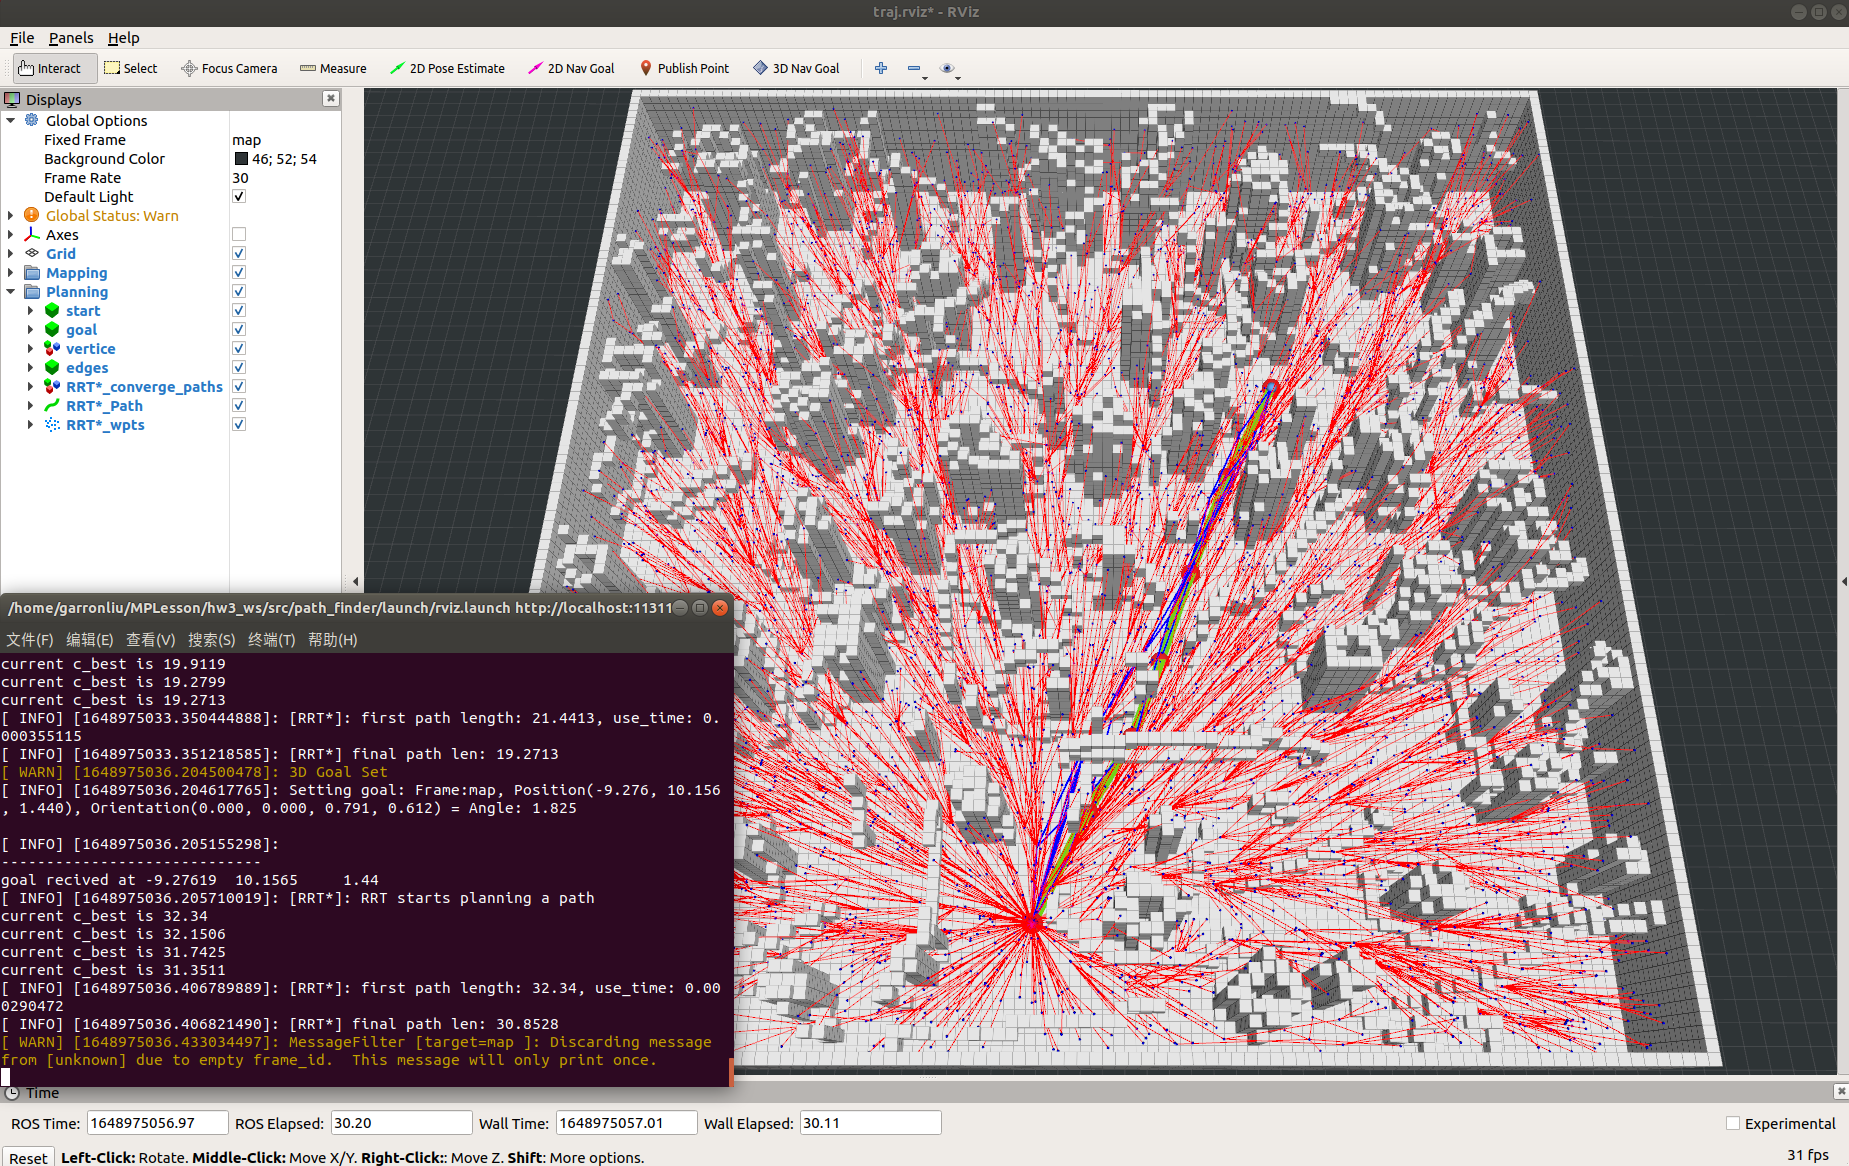 traj.rviz* - RViz
File Panels Help
Interact Select Focus Camera Measure 2D Pose Estimate 2D Nav Goal Publish Point 3D Nav Goal
Displays
Global Options
Fixed Frame map
Background Color 46; 52; 54
Frame Rate 30
Default Light
Global Status: Warn
Axes
Grid
Mapping
Planning
start
goal
vertice
edges
RRT*_converge_paths
RRT*_Path
RRT*_wpts
/home/garronliu/MPLesson/hw3_ws/src/path_finder/launch/rviz.launch http://localhost:11311
文件(F) 编辑(E) 查看(V) 搜索(S) 终端(T) 帮助(H)
current c_best is 19.9119
current c_best is 19.2799
current c_best is 19.2713
[ INFO] [1648975033.350444888]: [RRT*]: first path length: 21.4413, use_time: 0.
000355115
[ INFO] [1648975033.351218585]: [RRT*] final path len: 19.2713
[ WARN] [1648975036.204500478]: 3D Goal Set
[ INFO] [1648975036.204617765]: Setting goal: Frame:map, Position(-9.276, 10.156
, 1.440), Orientation(0.000, 0.000, 0.791, 0.612) = Angle: 1.825
[ INFO] [1648975036.205155298]:
-----------------------------
goal recived at -9.27619 10.1565 1.44
[ INFO] [1648975036.205710019]: [RRT*]: RRT starts planning a path
current c_best is 32.34
current c_best is 32.1506
current c_best is 31.7425
current c_best is 31.3511
[ INFO] [1648975036.406789889]: [RRT*]: first path length: 32.34, use_time: 0.00
0290472
[ INFO] [1648975036.406821490]: [RRT*] final path len: 30.8528
[ WARN] [1648975036.433034497]: MessageFilter [target=map ]: Discarding message
from [unknown] due to empty frame_id. This message will only print once.
Time
ROS Time: 1648975056.97 ROS Elapsed: 30.20 Wall Time: 1648975057.01 Wall Elapsed: 30.11 Experimental
Reset Left-Click: Rotate. Middle-Click: Move X/Y. Right-Click:: Move Z. Shift: More options. 31 fps